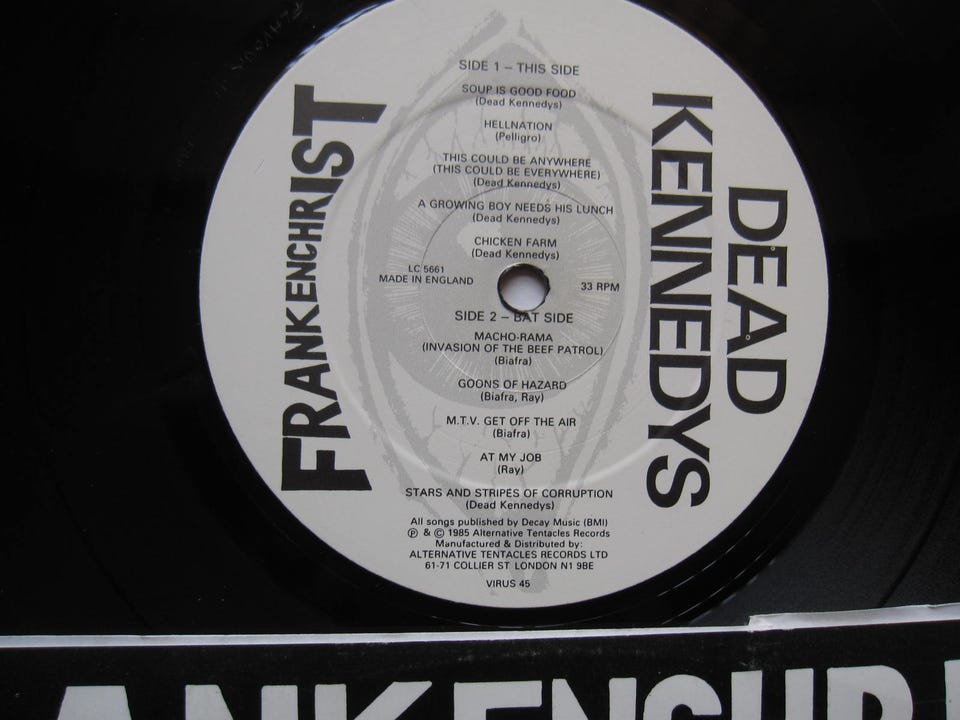 FRANKENCHRIST
DEAD
KENNEDYS
SIDE 1 – THIS SIDE
SOUP IS GOOD FOOD
(Dead Kennedys)
HELLNATION
(Pelligro)
THIS COULD BE ANYWHERE
(THIS COULD BE EVERYWHERE)
(Dead Kennedys)
A GROWING BOY NEEDS HIS LUNCH
(Dead Kennedys)
CHICKEN FARM
(Dead Kennedys)
LC 5661
MADE IN ENGLAND
33 RPM
SIDE 2 – BAT SIDE
MACHO-RAMA
(INVASION OF THE BEEF PATROL)
(Biafra)
GOONS OF HAZARD
(Biafra, Ray)
M.T.V. GET OFF THE AIR
(Biafra)
AT MY JOB
(Ray)
STARS AND STRIPES OF CORRUPTION
(Dead Kennedys)
All songs published by Decay Music (BMI)
℗ & © 1985 Alternative Tentacles Records
Manufactured & Distributed by:
ALTERNATIVE TENTACLES RECORDS LTD
61-71 COLLIER ST LONDON N1 9BE
VIRUS 45